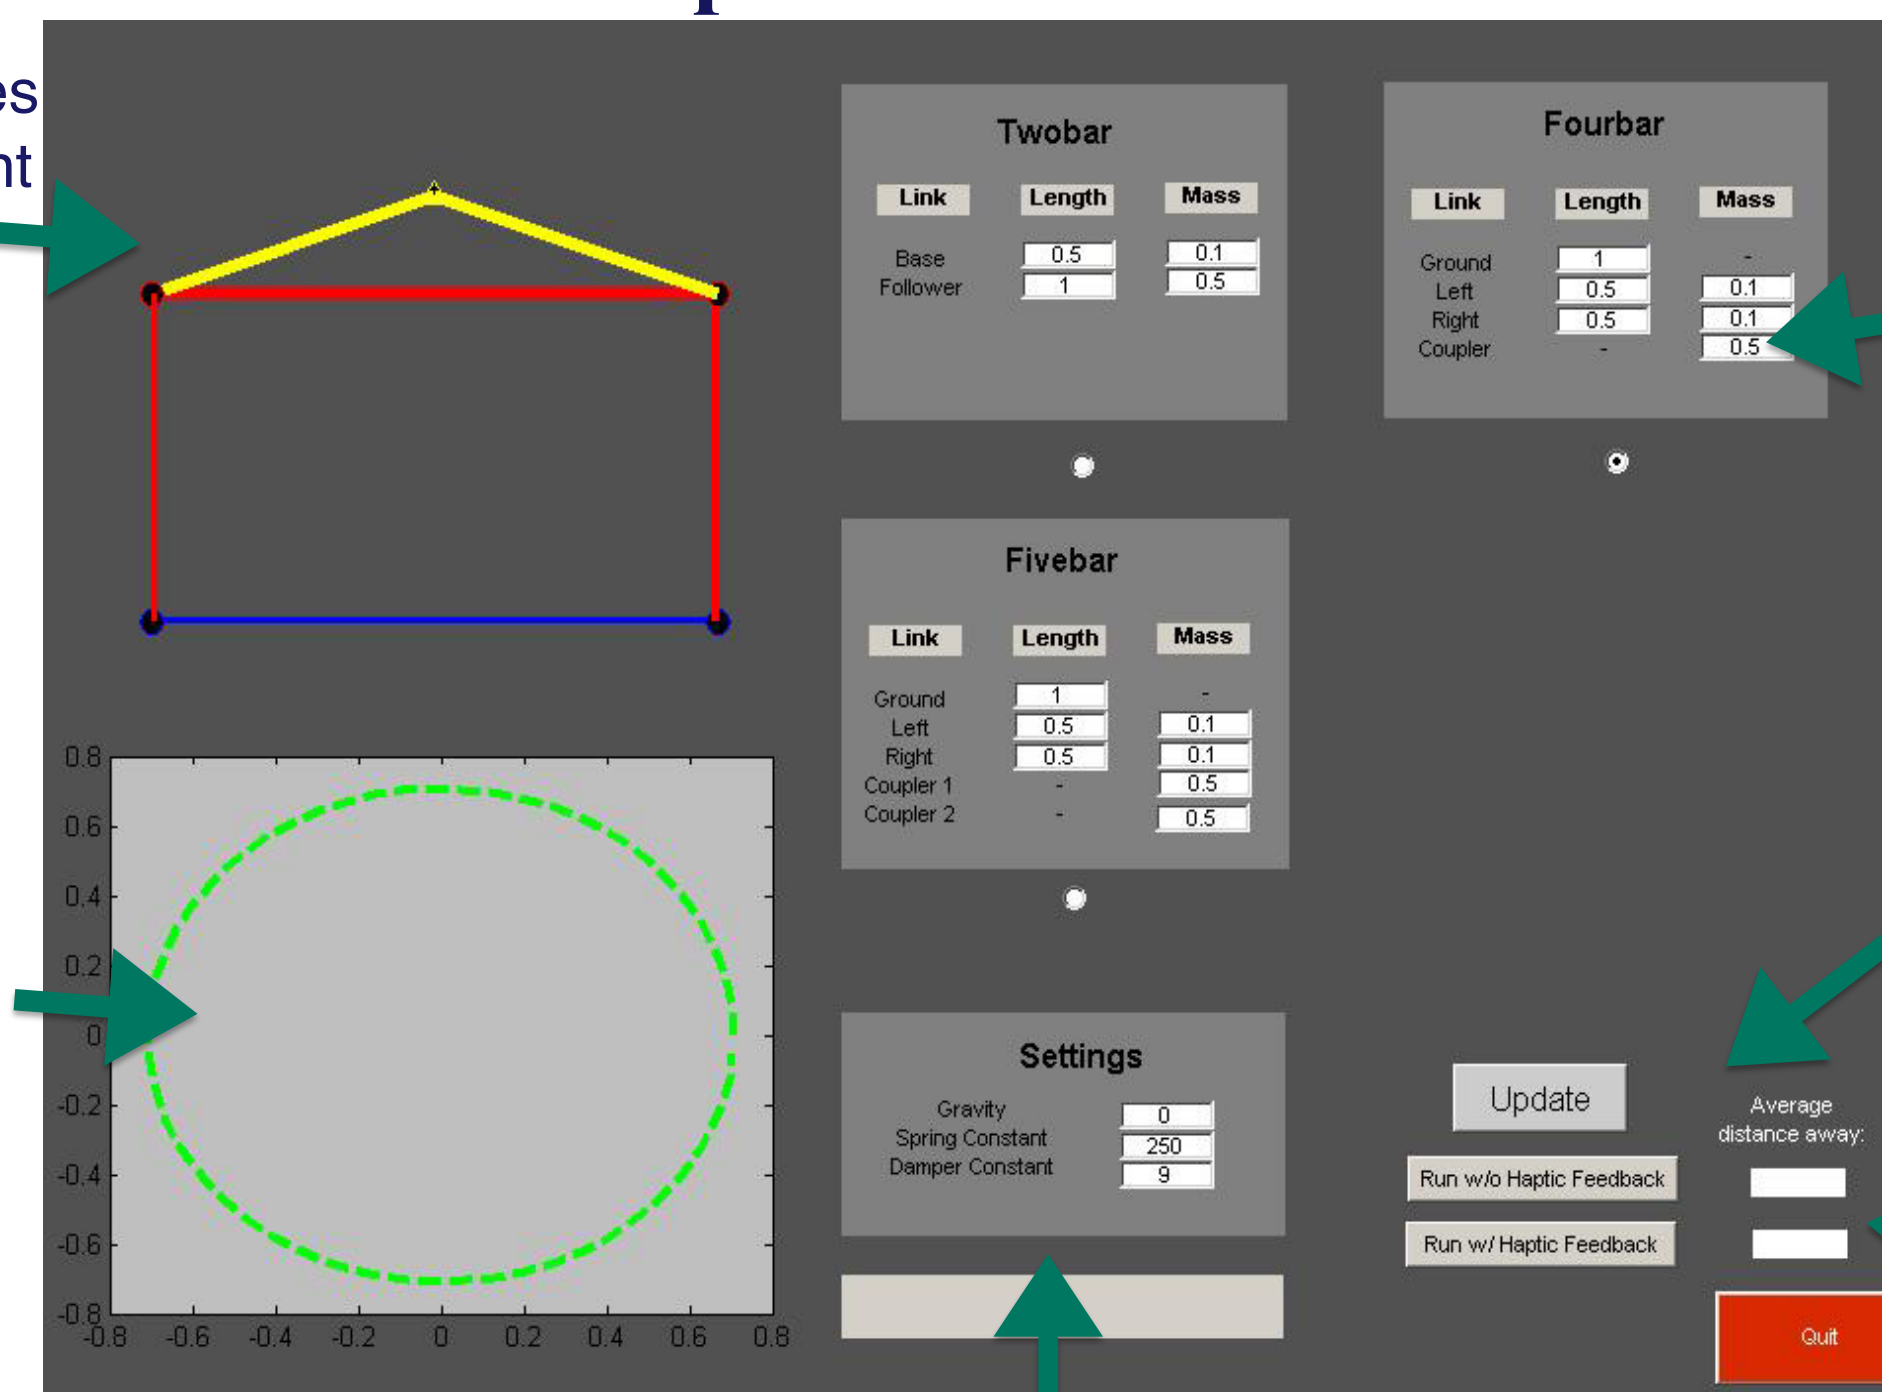 p
es
nt
Twobar
Link Length Mass
Base 0.5 0.1
Follower 1 0.5
Fourbar
Link Length Mass
Ground 1 -
Left 0.5 0.1
Right 0.5 0.1
Coupler - 0.5
Fivebar
Link Length Mass
Ground 1 -
Left 0.5 0.1
Right 0.5 0.1
Coupler 1 - 0.5
Coupler 2 - 0.5
0.8
0.6
0.4
0.2
0
-0.2
-0.4
-0.6
-0.8
-0.8 -0.6 -0.4 -0.2 0 0.2 0.4 0.6 0.8
Settings
Gravity 0
Spring Constant 250
Damper Constant 9
Update
Average
distance away:
Run w/o Haptic Feedback
Run w/ Haptic Feedback
Quit